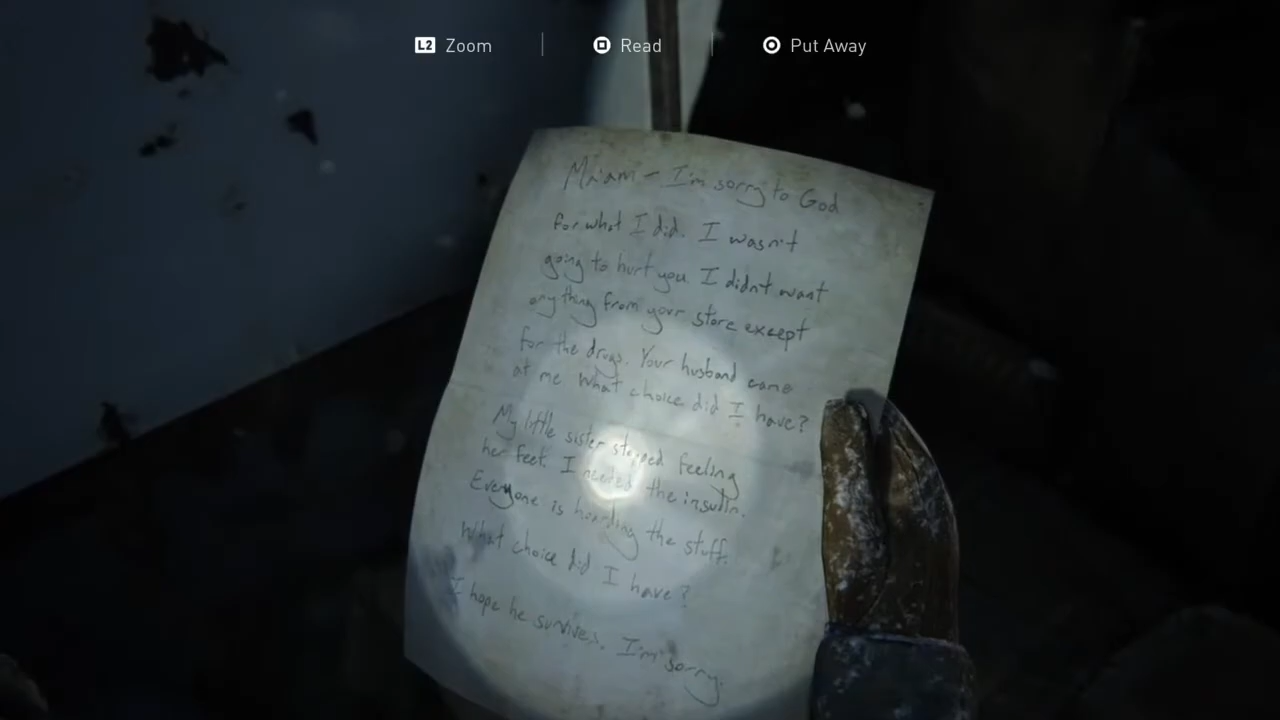 L2 Zoom Read Put Away
Ma'am - I'm sorry to God
for what I did. I wasn't
going to hurt you. I didn't want
anything from your store except
for the drugs. Your husband came
at me what choice did I have?
My little sister stopped feeling
her feet. I needed the insulin.
Everyone is hoarding the stuff.
What choice did I have?
I hope he survives. I'm sorry.